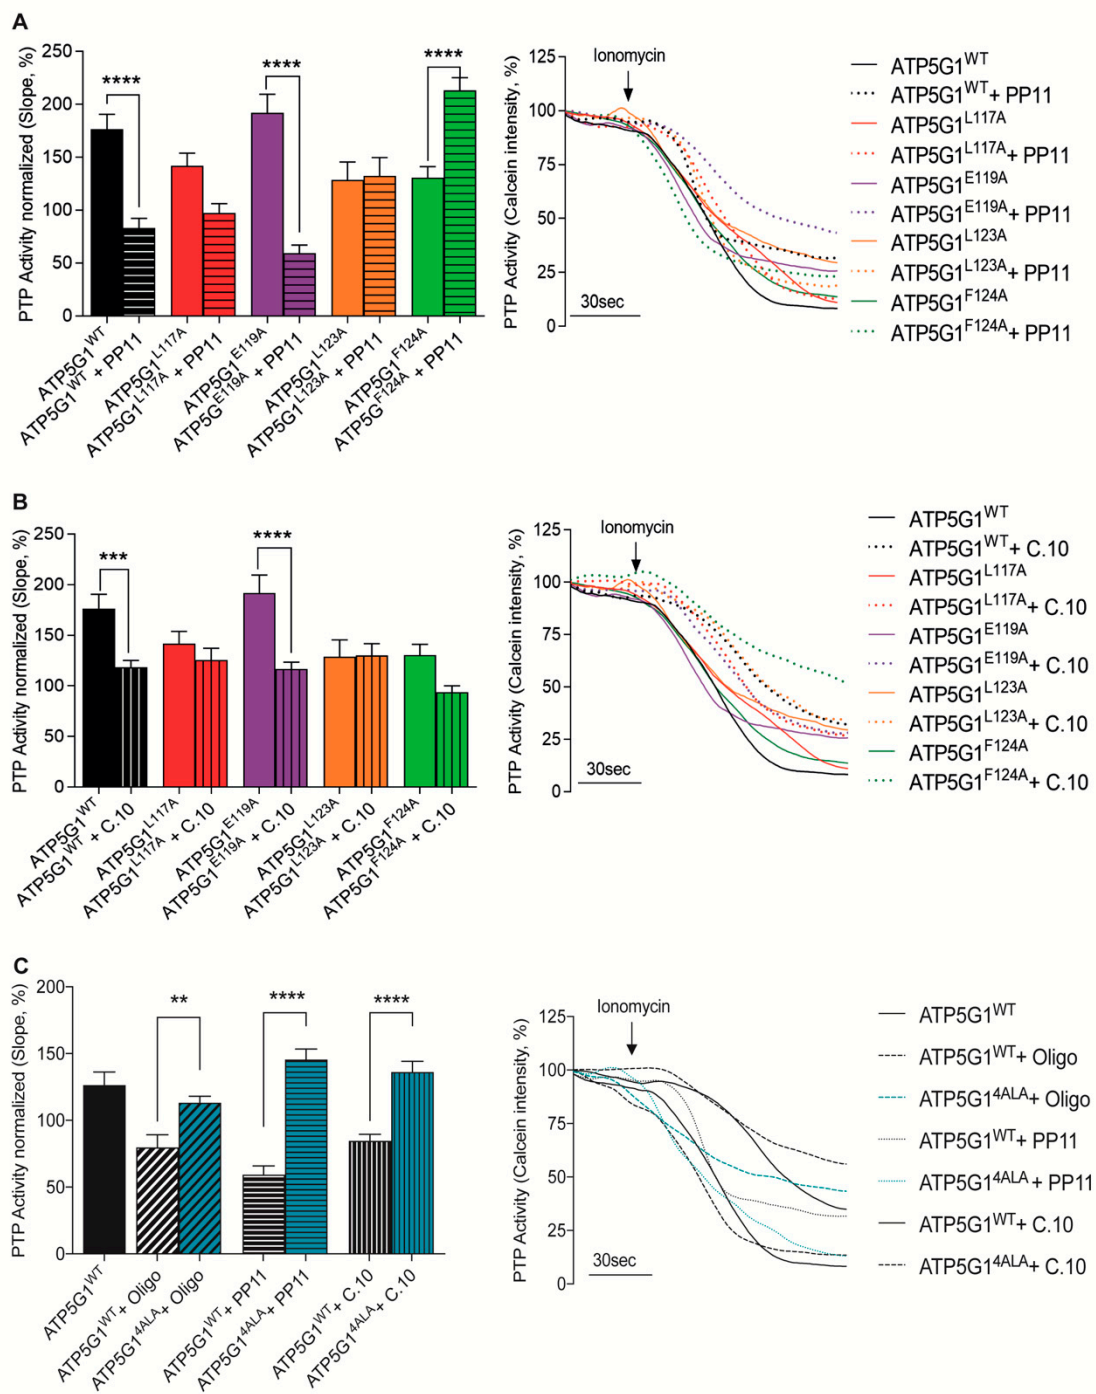 A
PTP Activity normalized (Slope, %)
250
200
150
100
50
0
****
****
****
ATP5G1WT
ATP5G1WT + PP11
ATP5G1L117A
ATP5G1L117A + PP11
ATP5G1E119A
ATP5GE119A + PP11
ATP5G1L123A
ATP5G1L123A + PP11
ATP5G1F124A
ATP5GF124A + PP11
PTP Activity (Calcein intensity, %)
125
100
75
50
25
0
Ionomycin
30sec
ATP5G1WT
ATP5G1WT+ PP11
ATP5G1L117A
ATP5G1L117A+ PP11
ATP5G1E119A
ATP5G1E119A+ PP11
ATP5G1L123A
ATP5G1L123A+ PP11
ATP5G1F124A
ATP5G1F124A+ PP11
B
PTP Activity normalized (Slope, %)
250
200
150
100
50
0
***
****
ATP5G1WT
ATP5G1WT + C.10
ATP5G1L117A
ATP5G1L117A + C.10
ATP5G1E119A
ATP5G1E119A + C.10
ATP5G1L123A
ATP5G1L123A + C.10
ATP5G1F124A
ATP5G1F124A + C.10
PTP Activity (Calcein intensity, %)
125
100
75
50
25
0
Ionomycin
30sec
ATP5G1WT
ATP5G1WT+ C.10
ATP5G1L117A
ATP5G1L117A+ C.10
ATP5G1E119A
ATP5G1E119A+ C.10
ATP5G1L123A
ATP5G1L123A+ C.10
ATP5G1F124A
ATP5G1F124A+ C.10
C
PTP Activity normalized (Slope, %)
200
150
100
50
0
**
****
****
ATP5G1WT
ATP5G1WT+ Oligo
ATP5G14ALA+ Oligo
ATP5G1WT+ PP11
ATP5G14ALA+ PP11
ATP5G1WT+ C.10
ATP5G14ALA+ C.10
PTP Activity (Calcein intensity, %)
125
100
75
50
25
0
Ionomycin
30sec
ATP5G1WT
ATP5G1WT+ Oligo
ATP5G14ALA+ Oligo
ATP5G1WT+ PP11
ATP5G14ALA+ PP11
ATP5G1WT+ C.10
ATP5G14ALA+ C.10